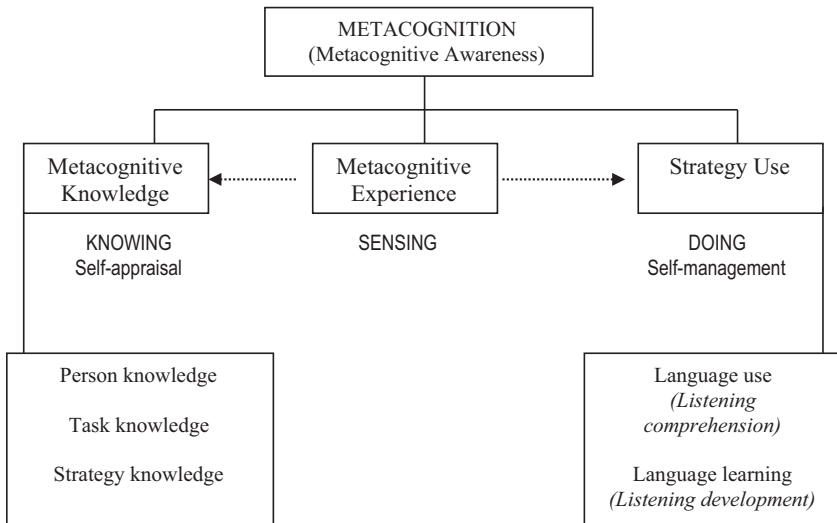 METACOGNITION
(Metacognitive Awareness)
Metacognitive
Knowledge
Metacognitive
Experience
Strategy Use
KNOWING
Self-appraisal
SENSING
DOING
Self-management
Person knowledge
Task knowledge
Strategy knowledge
Language use
(Listening
comprehension)
Language learning
(Listening development)